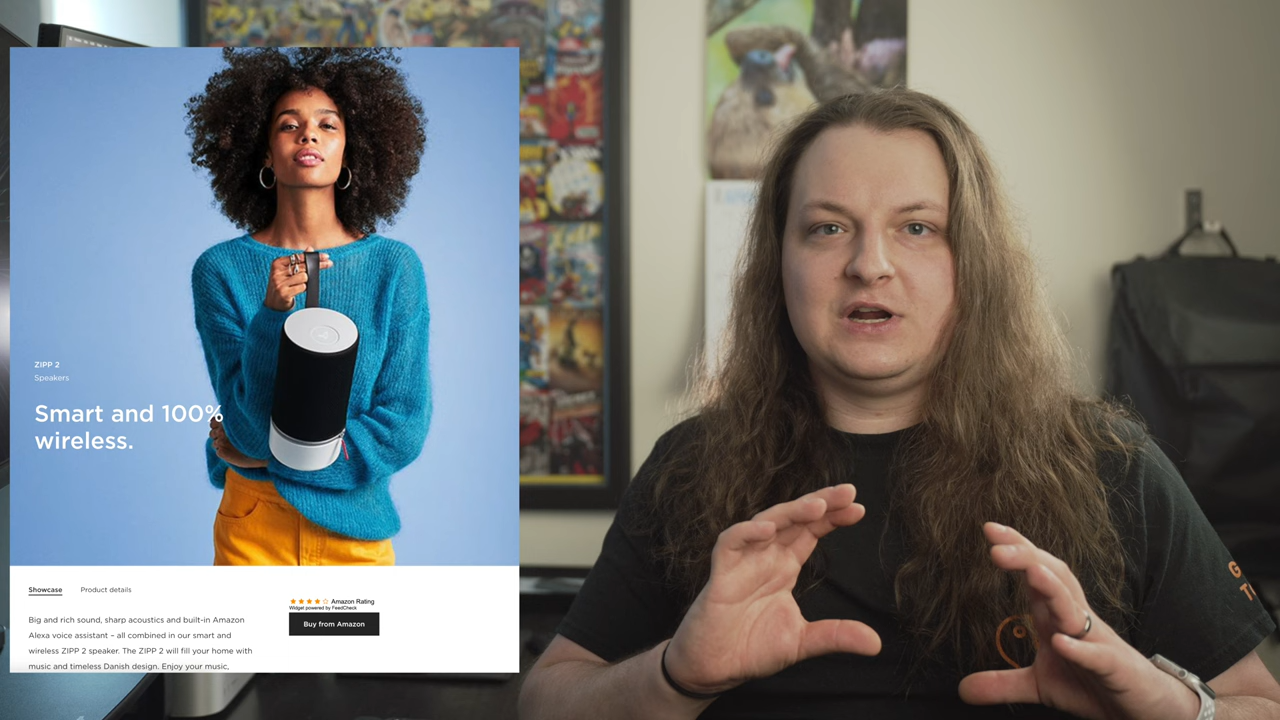 ZIPP 2
Speakers
Smart and 100%
wireless.
Showcase
Product details
Amazon Rating
Widget powered by FeedCheck
Buy from Amazon
Big and rich sound, sharp acoustics and built-in Amazon
Alexa voice assistant – all combined in our smart and
wireless ZIPP 2 speaker. The ZIPP 2 will fill your home with
music and timeless Danish design. Enjoy your music,